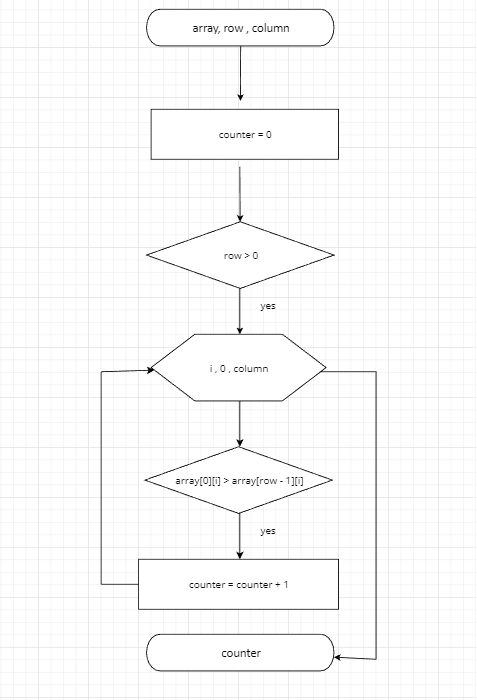 array, row , column
counter = 0
row > 0
yes
i , 0 , column
array[0][i] > array[row - 1][i]
yes
counter = counter + 1
counter